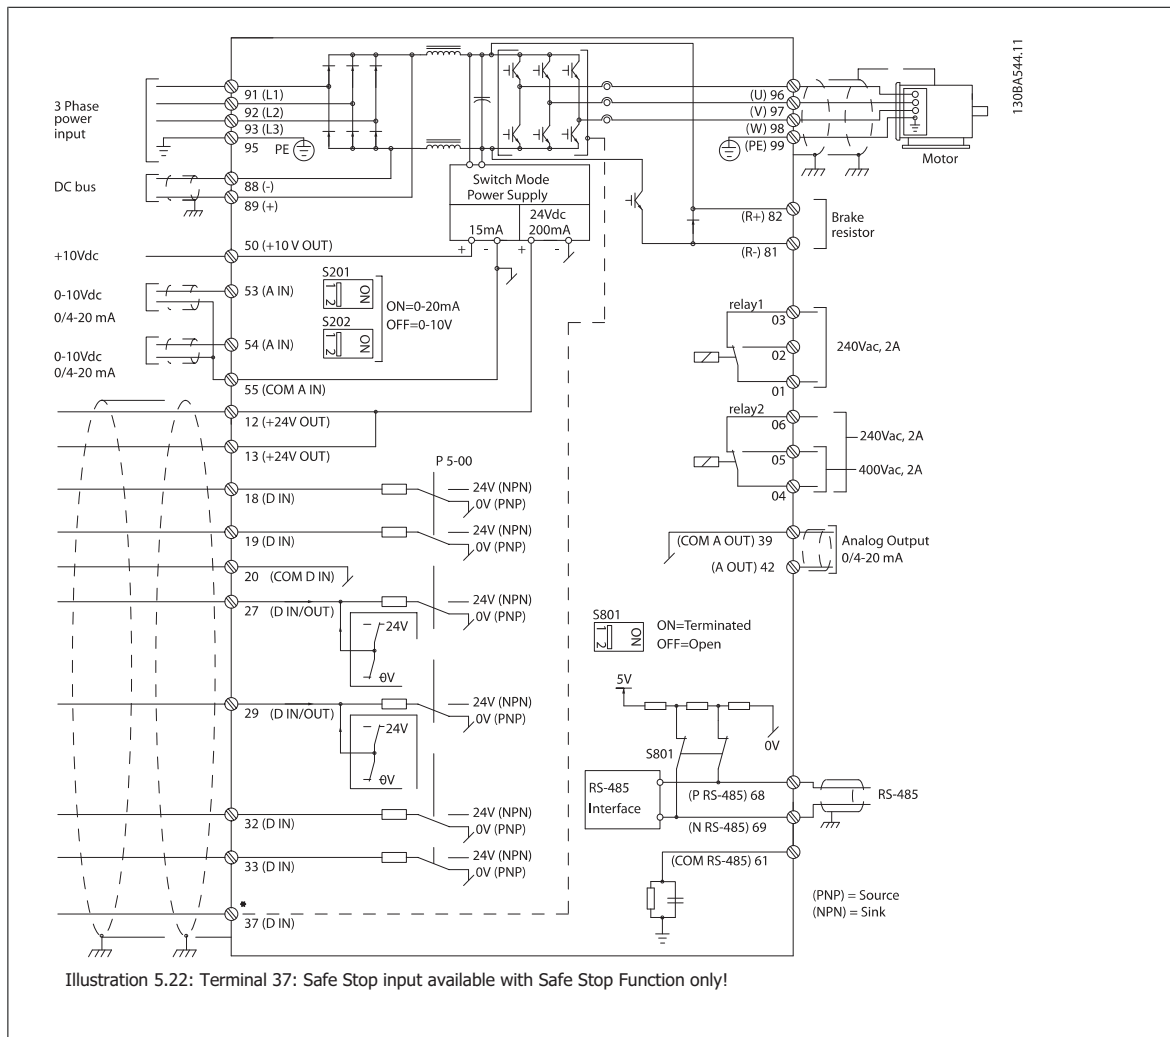 130BA544.11
3 Phase
power
input
91 (L1)
92 (L2)
93 (L3)
95 PE
(U) 96
(V) 97
(W) 98
(PE) 99
Motor
DC bus
88 (-)
89 (+)
Switch Mode
Power Supply
24Vdc
15mA
200mA
+ - + -
(R+) 82
(R-) 81
Brake
resistor
+10Vdc
50 (+10 V OUT)
0-10Vdc
0/4-20 mA
53 (A IN)
S201
1 2
ON
S202
1 2
ON
ON=0-20mA
OFF=0-10V
0-10Vdc
0/4-20 mA
54 (A IN)
55 (COM A IN)
relay1
03
02
01
240Vac, 2A
relay2
06
05
04
240Vac, 2A
400Vac, 2A
12 (+24V OUT)
13 (+24V OUT)
P 5-00
18 (D IN)
24V (NPN)
0V (PNP)
19 (D IN)
24V (NPN)
0V (PNP)
20 (COM D IN)
27 (D IN/OUT)
24V (NPN)
0V (PNP)
24V
0V
29 (D IN/OUT)
24V (NPN)
0V (PNP)
24V
0V
32 (D IN)
24V (NPN)
0V (PNP)
33 (D IN)
24V (NPN)
0V (PNP)
*
37 (D IN)
(COM A OUT) 39
(A OUT) 42
Analog Output
0/4-20 mA
S801
1 2
ON
ON=Terminated
OFF=Open
5V
0V
S801
RS-485
Interface
(P RS-485) 68
(N RS-485) 69
RS-485
(COM RS-485) 61
(PNP) = Source
(NPN) = Sink
Illustration 5.22: Terminal 37: Safe Stop input available with Safe Stop Function only!